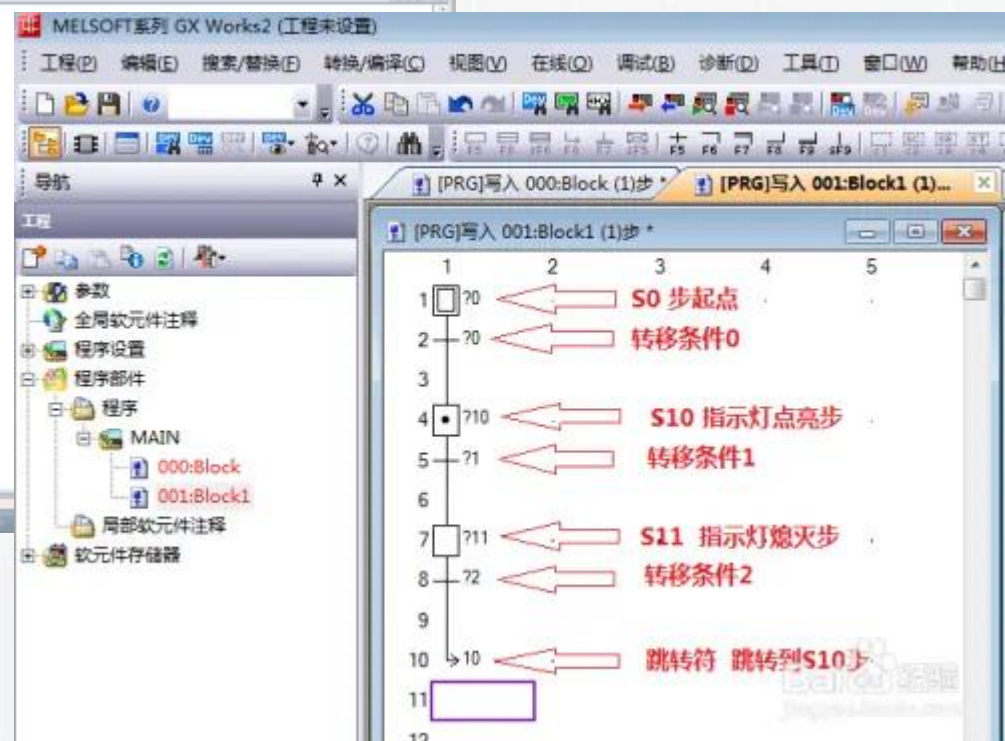 MELSOFT系列 GX Works2 (工程未设置)
工程(P) 编辑(E) 搜索/替换(F) 转换/编译(C) 视图(V) 在线(O) 调试(B) 诊断(D) 工具(T) 窗口(W) 帮助(H
导航
[PRG]写入 000:Block (1)步 *
[PRG]写入 001:Block1 (1)...
工程
[PRG]写入 001:Block1 (1)步 *
参数
全局软元件注释
程序设置
程序部件
程序
MAIN
000:Block
001:Block1
局部软元件注释
软元件存储器
1 2 3 4 5
1 ?0 S0 步起点
2 ?0 转移条件0
3
4 ?10 S10 指示灯点亮步
5 ?1 转移条件1
6
7 ?11 S11 指示灯熄灭步
8 ?2 转移条件2
9
10 10 跳转符 跳转到S10步
11
12
Baidu 经验